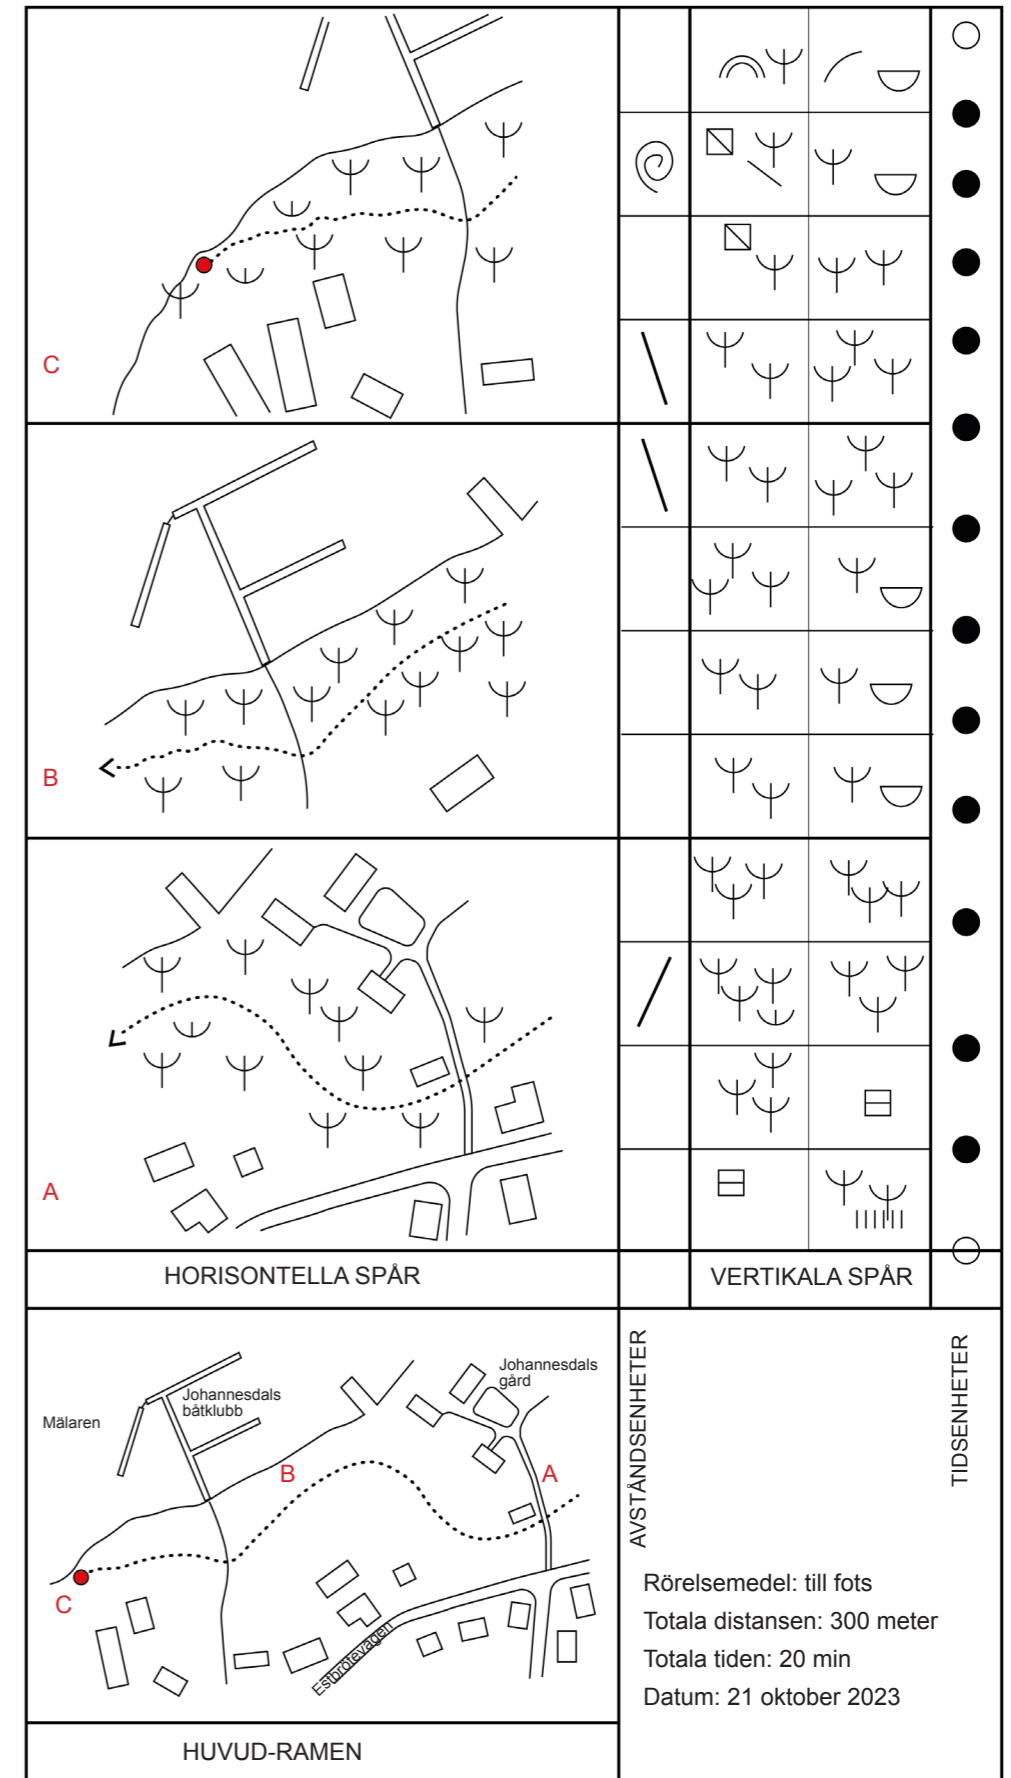 C
B
A
HORISONTELLA SPÅR
VERTIKALA SPÅR
Mälaren
Johannesdals
båtklubb
Johannesdals
gård
B
A
C
Estbrötevägen
AVSTÅNDSENHETER
TIDSENHETER
Rörelsemedel: till fots
Totala distansen: 300 meter
Totala tiden: 20 min
Datum: 21 oktober 2023
HUVUD-RAMEN